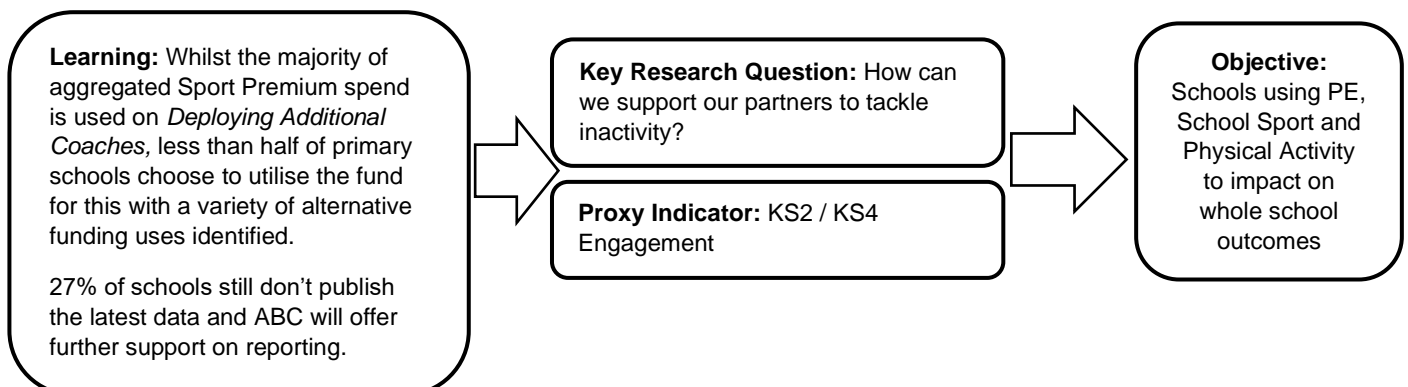 Learning: Whilst the majority of
aggregated Sport Premium spend
is used on Deploying Additional
Coaches, less than half of primary
schools choose to utilise the fund
for this with a variety of alternative
funding uses identified.
27% of schools still don’t publish
the latest data and ABC will offer
further support on reporting.
Key Research Question: How can
we support our partners to tackle
inactivity?
Proxy Indicator: KS2 / KS4
Engagement
Objective:
Schools using PE,
School Sport and
Physical Activity
to impact on
whole school
outcomes